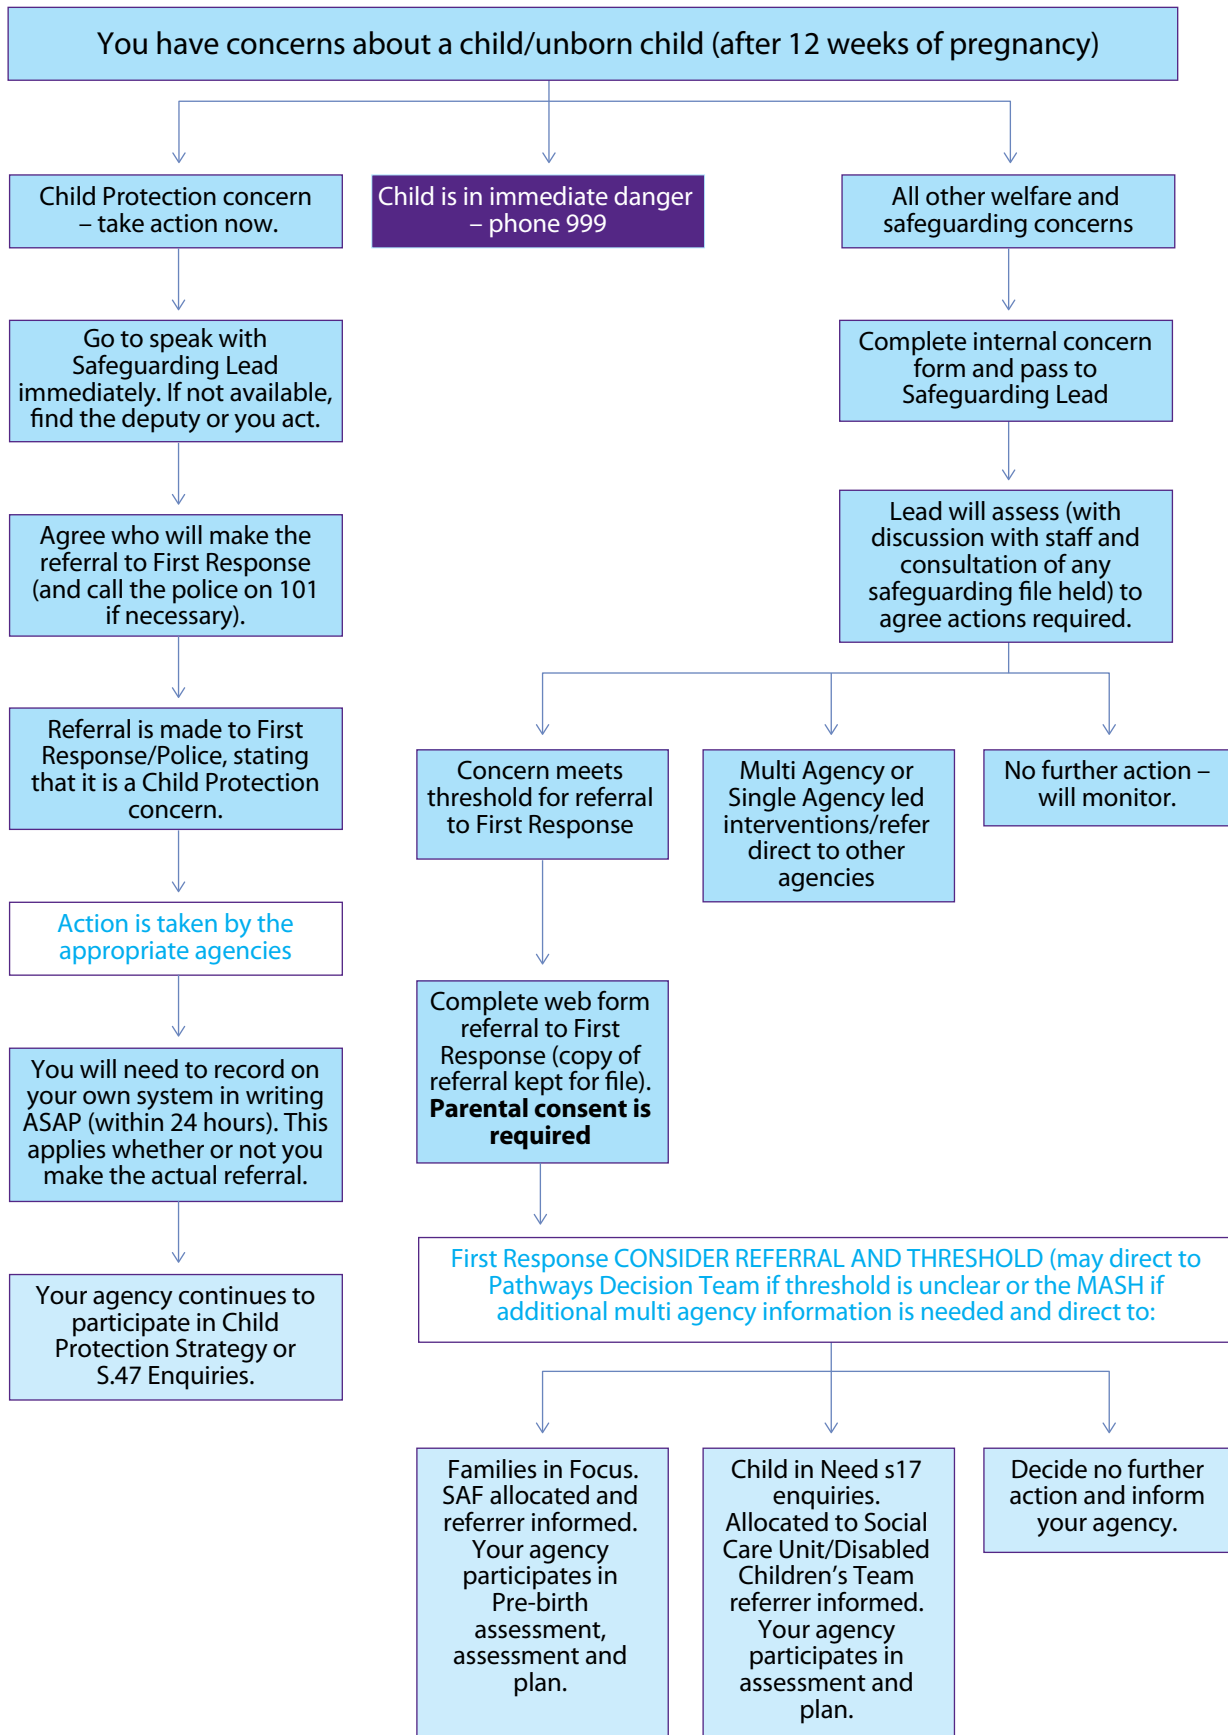 You have concerns about a child/unborn child (after 12 weeks of pregnancy)
Child Protection concern
– take action now.
Child is in immediate danger
– phone 999
All other welfare and
safeguarding concerns
Go to speak with
Safeguarding Lead
immediately. If not available,
find the deputy or you act.
Complete internal concern
form and pass to
Safeguarding Lead
Agree who will make the
referral to First Response
(and call the police on 101
if necessary).
Lead will assess (with
discussion with staff and
consultation of any
safeguarding file held) to
agree actions required.
Referral is made to First
Response/Police, stating
that it is a Child Protection
concern.
Concern meets
threshold for referral
to First Response
Multi Agency or
Single Agency led
interventions/refer
direct to other
agencies
No further action –
will monitor.
Action is taken by the
appropriate agencies
Complete web form
referral to First
Response (copy of
referral kept for file).
Parental consent is
required
You will need to record on
your own system in writing
ASAP (within 24 hours). This
applies whether or not you
make the actual referral.
First Response CONSIDER REFERRAL AND THRESHOLD (may direct to
Pathways Decision Team if threshold is unclear or the MASH if
additional multi agency information is needed and direct to:
Your agency continues to
participate in Child
Protection Strategy or
S.47 Enquiries.
Families in Focus.
SAF allocated and
referrer informed.
Your agency
participates in
Pre-birth
assessment,
assessment and
plan.
Child in Need s17
enquiries.
Allocated to Social
Care Unit/Disabled
Children's Team
referrer informed.
Your agency
participates in
assessment and
plan.
Decide no further
action and inform
your agency.